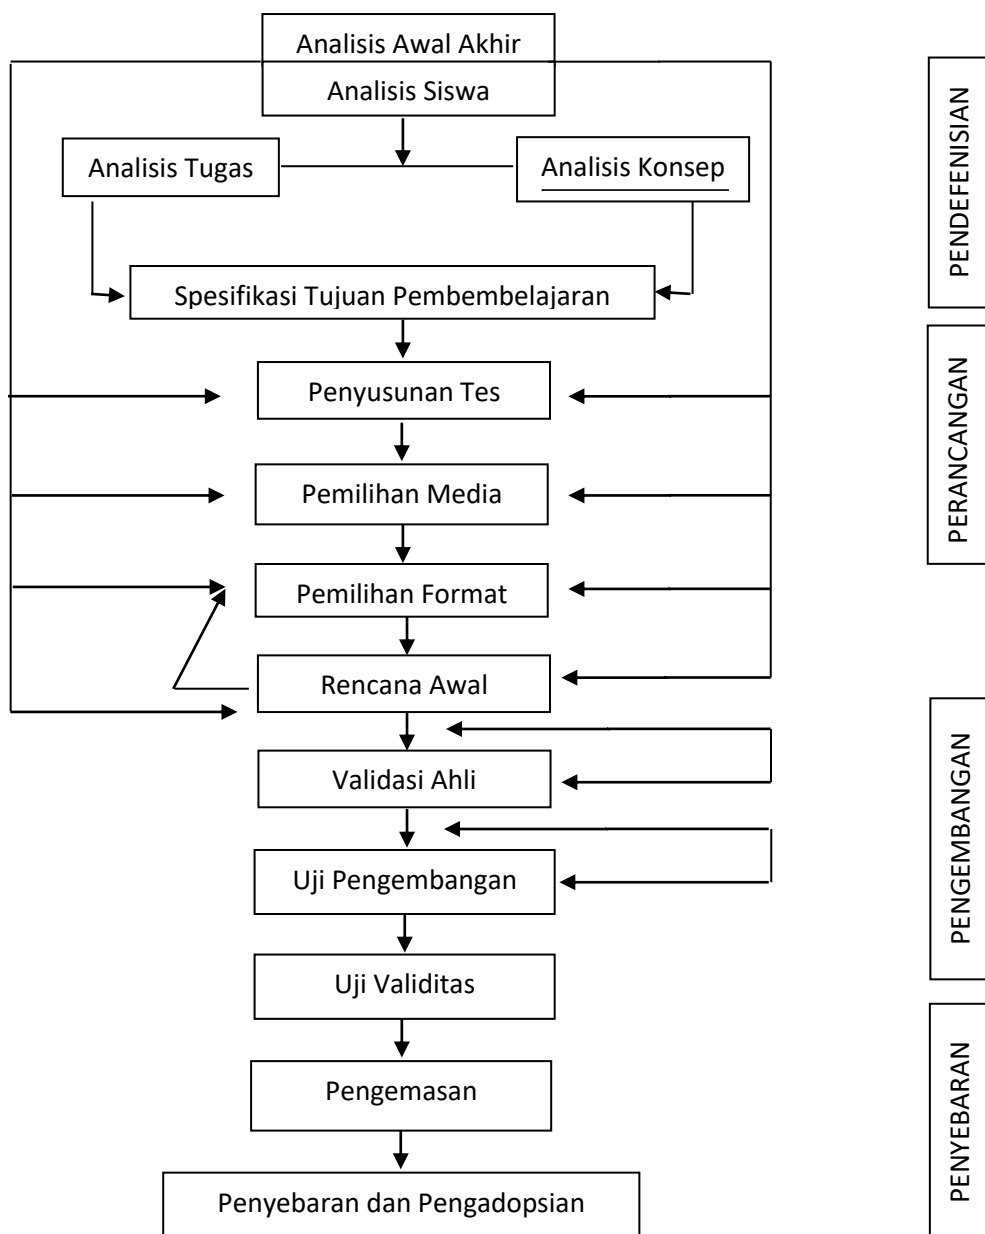 Analisis Awal Akhir
Analisis Siswa
Analisis Tugas
Analisis Konsep
Spesifikasi Tujuan Pembembelajaran
Penyusunan Tes
Pemilihan Media
Pemilihan Format
Rencana Awal
Validasi Ahli
Uji Pengembangan
Uji Validitas
Pengemasan
Penyebaran dan Pengadopsian
PENDEFENISIAN
PERANCANGAN
PENGEMBANGAN
PENYEBARAN